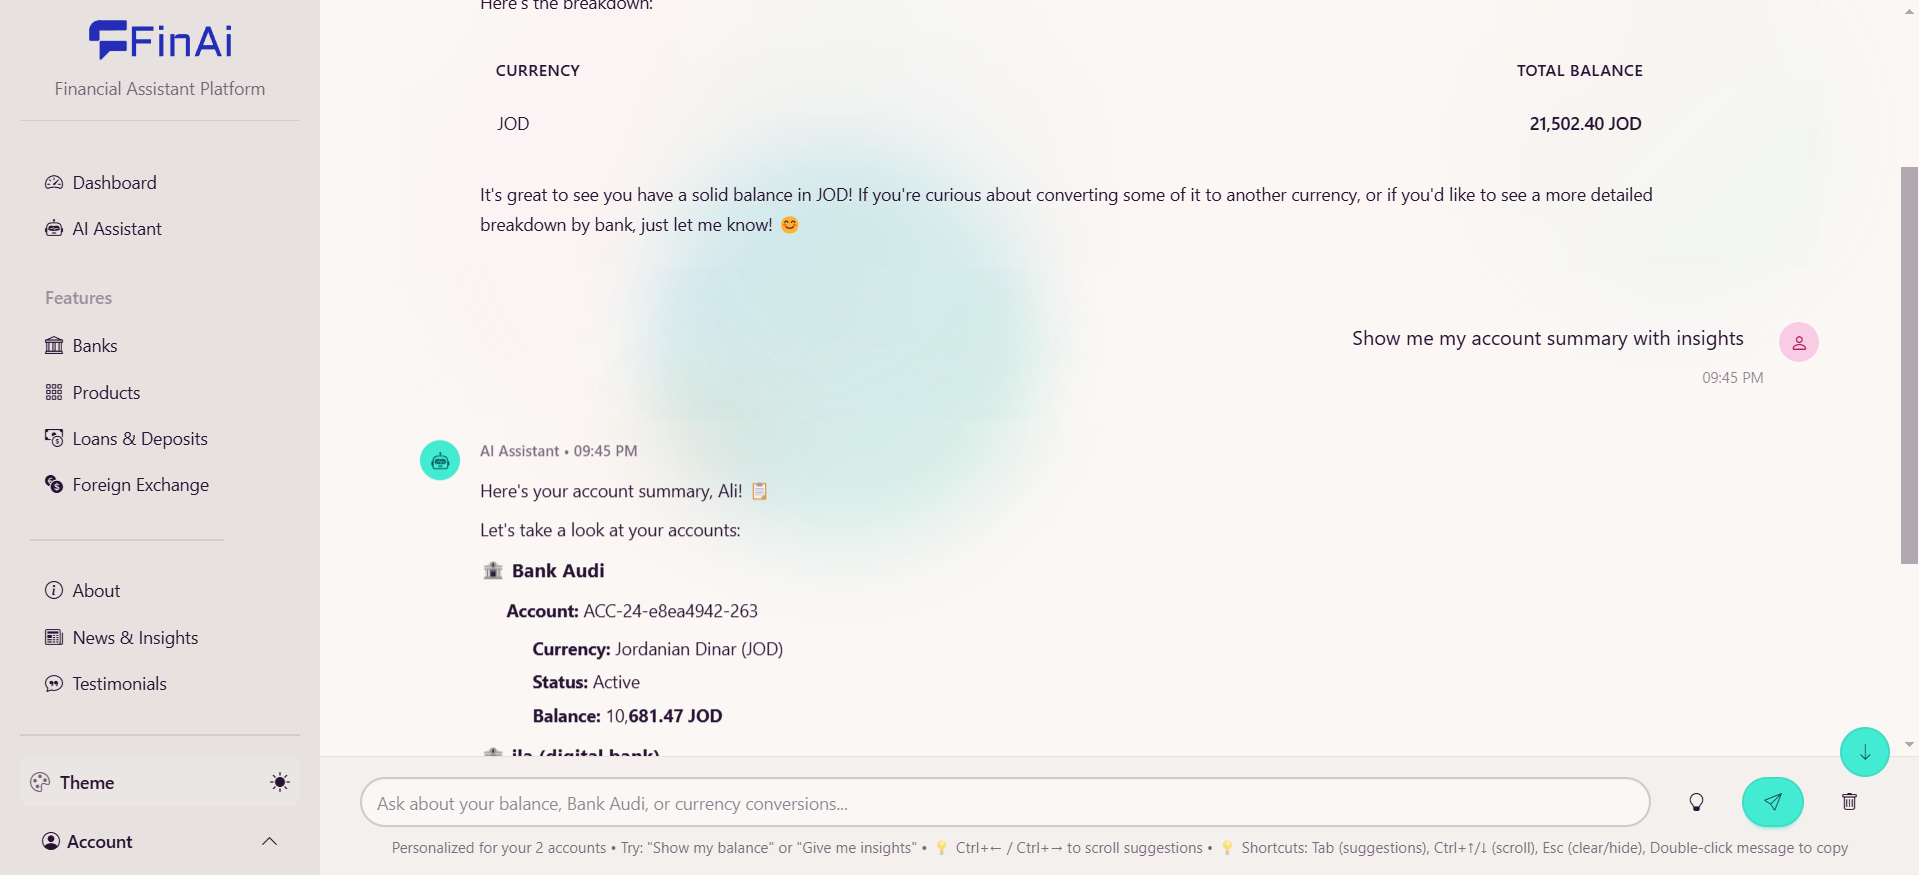 FinAi
Financial Assistant Platform
Dashboard
AI Assistant
Features
Banks
Products
Loans & Deposits
Foreign Exchange
About
News & Insights
Testimonials
Theme
Account
Here's the breakdown:
CURRENCY TOTAL BALANCE
JOD 21,502.40 JOD
It's great to see you have a solid balance in JOD! If you're curious about converting some of it to another currency, or if you'd like to see a more detailed
breakdown by bank, just let me know! 😊
Show me my account summary with insights
09:45 PM
AI Assistant • 09:45 PM
Here's your account summary, Ali! 📋
Let's take a look at your accounts:
🏦 Bank Audi
Account: ACC-24-e8ea4942-263
Currency: Jordanian Dinar (JOD)
Status: Active
Balance: 10,681.47 JOD
🏦 ila (digital bank)
Ask about your balance, Bank Audi, or currency conversions...
Personalized for your 2 accounts • Try: "Show my balance" or "Give me insights" • 💡 Ctrl+← / Ctrl+→ to scroll suggestions • 💡 Shortcuts: Tab (suggestions), Ctrl+↑/↓ (scroll), Esc (clear/hide), Double-click message to copy